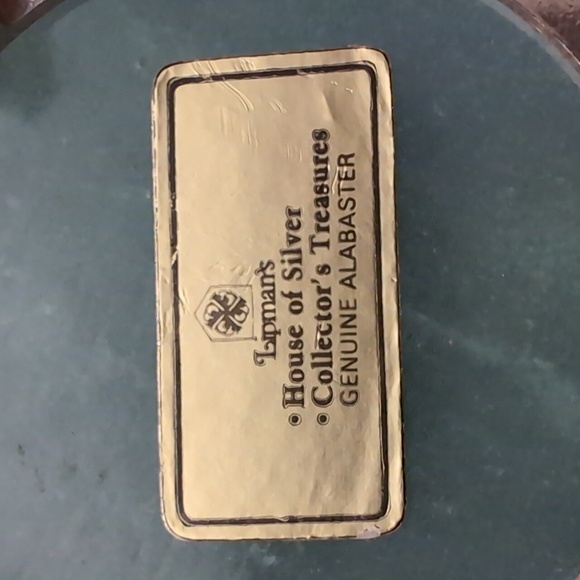 Lipman's
• House of Silver
• Collector's Treasures
GENUINE ALABASTER